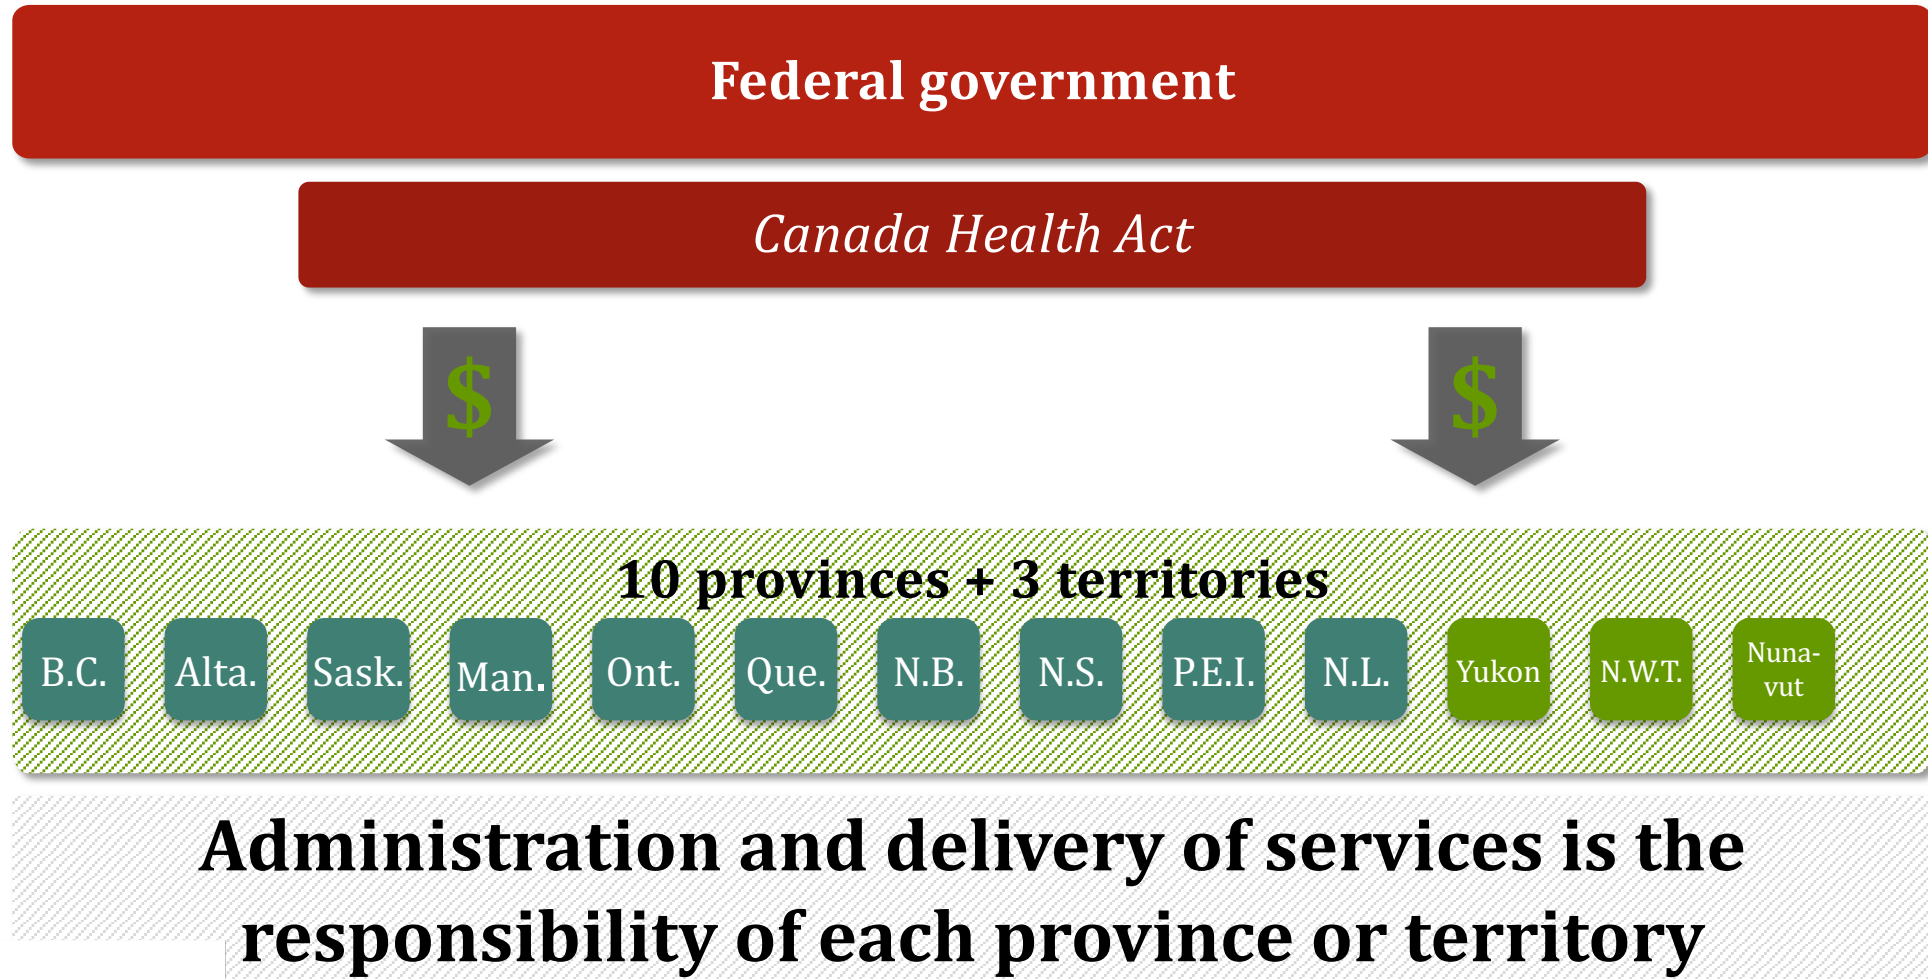 Federal government
Canada Health Act
$ $
10 provinces + 3 territories
B.C. Alta. Sask. Man. Ont. Que. N.B. N.S. P.E.I. N.L. Yukon N.W.T. Nuna-
vut
Administration and delivery of services is the
responsibility of each province or territory